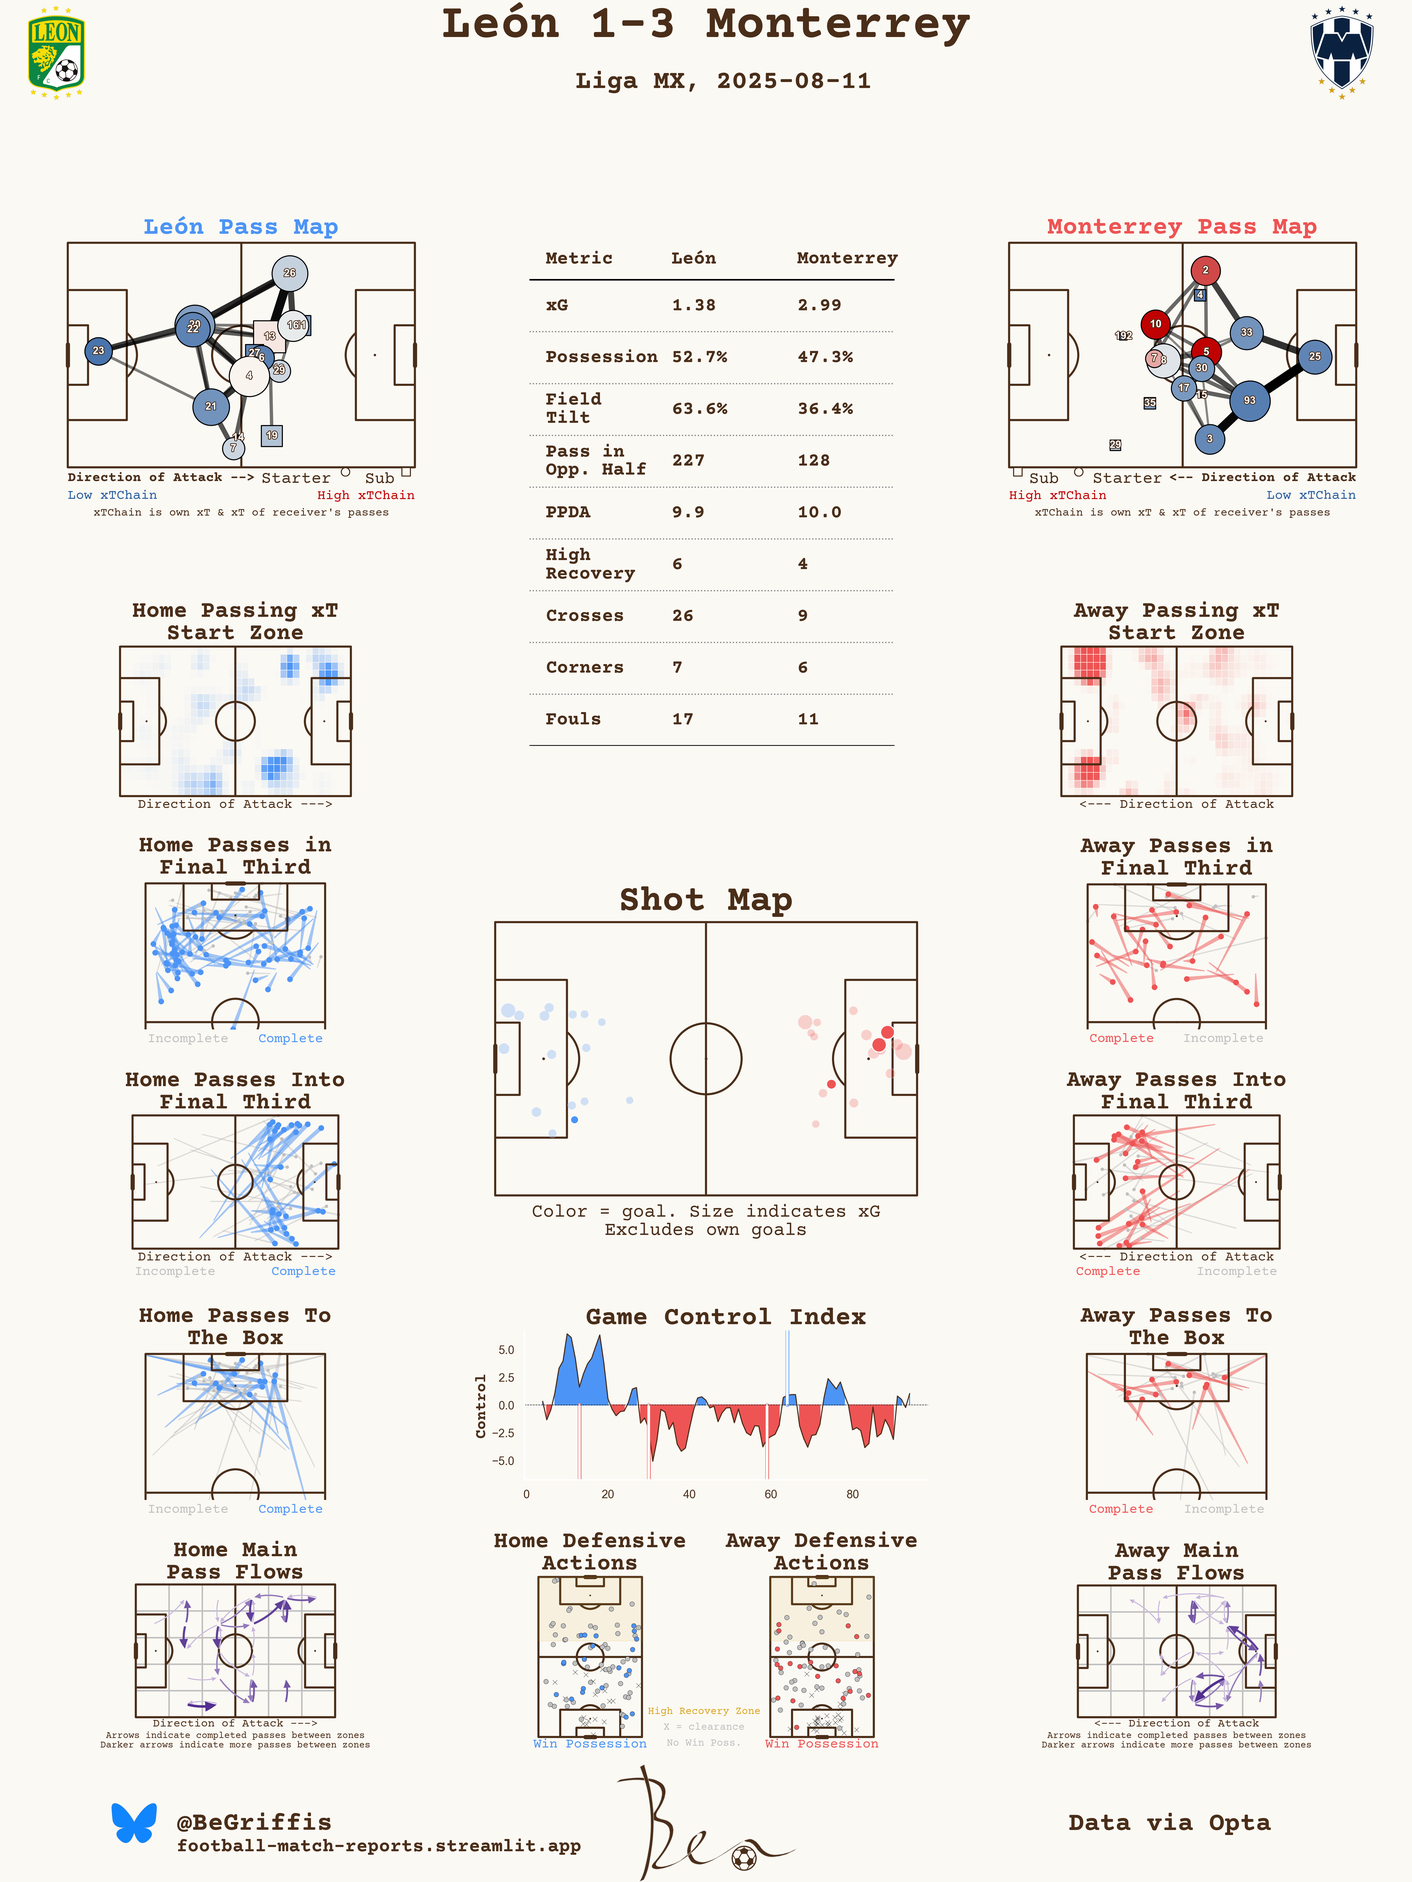 León 1-3 Monterrey
Liga MX, 2025-08-11
LEON
F
C
León Pass Map
26
20
22
16
11
13
23
27
6
29
4
21
14
7
19
Direction of Attack --> Starter Sub
Low xTChain High xTChain
xTChain is own xT & xT of receiver's passes
Metric León Monterrey
xG 1.38 2.99
Possession 52.7% 47.3%
Field
Tilt 63.6% 36.4%
Pass in
Opp. Half 227 128
PPDA 9.9 10.0
High
Recovery 6 4
Crosses 26 9
Corners 7 6
Fouls 17 11
Monterrey Pass Map
2
4
10
33
5
7
8
25
30
17
15
93
35
3
29
Sub Starter <-- Direction of Attack
High xTChain Low xTChain
xTChain is own xT & xT of receiver's passes
Home Passing xT
Start Zone
Direction of Attack --->
Away Passing xT
Start Zone
<--- Direction of Attack
Home Passes in
Final Third
Incomplete Complete
Away Passes in
Final Third
Complete Incomplete
Shot Map
Color = goal. Size indicates xG
Excludes own goals
Home Passes Into
Final Third
Direction of Attack --->
Incomplete Complete
Away Passes Into
Final Third
<--- Direction of Attack
Complete Incomplete
Home Passes To
The Box
Incomplete Complete
Game Control Index
Control
5.0
2.5
0.0
−2.5
−5.0
0 20 40 60 80
Away Passes To
The Box
Complete Incomplete
Home Main
Pass Flows
Direction of Attack --->
Arrows indicate completed passes between zones
Darker arrows indicate more passes between zones
Home Defensive
Actions
Win Possession
High Recovery Zone
X = clearance
No Win Poss.
Away Defensive
Actions
Win Possession
Away Main
Pass Flows
<--- Direction of Attack
Arrows indicate completed passes between zones
Darker arrows indicate more passes between zones
@BeGriffis
football-match-reports.streamlit.app
Ben
Data via Opta